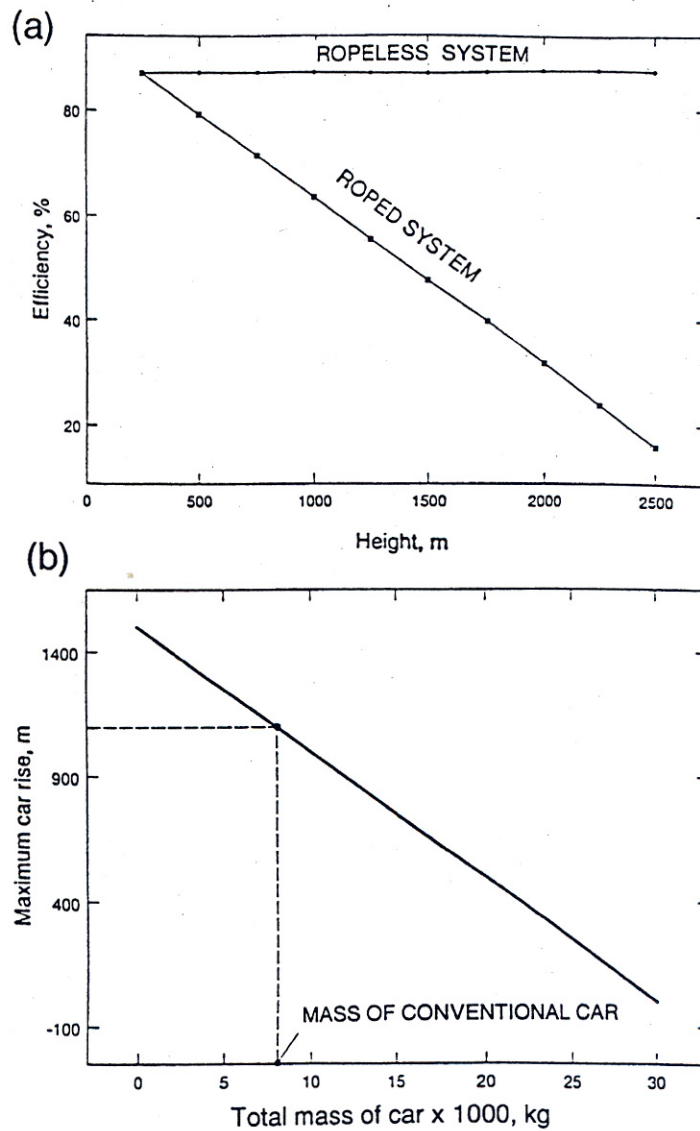 (a)
ROPELESS SYSTEM
ROPED SYSTEM
80
60
40
20
Efficiency, %
0 500 1000 1500 2000 2500
Height, m
(b)
1400
900
400
-100
Maximum car rise, m
MASS OF CONVENTIONAL CAR
0 5 10 15 20 25 30
Total mass of car x 1000, kg